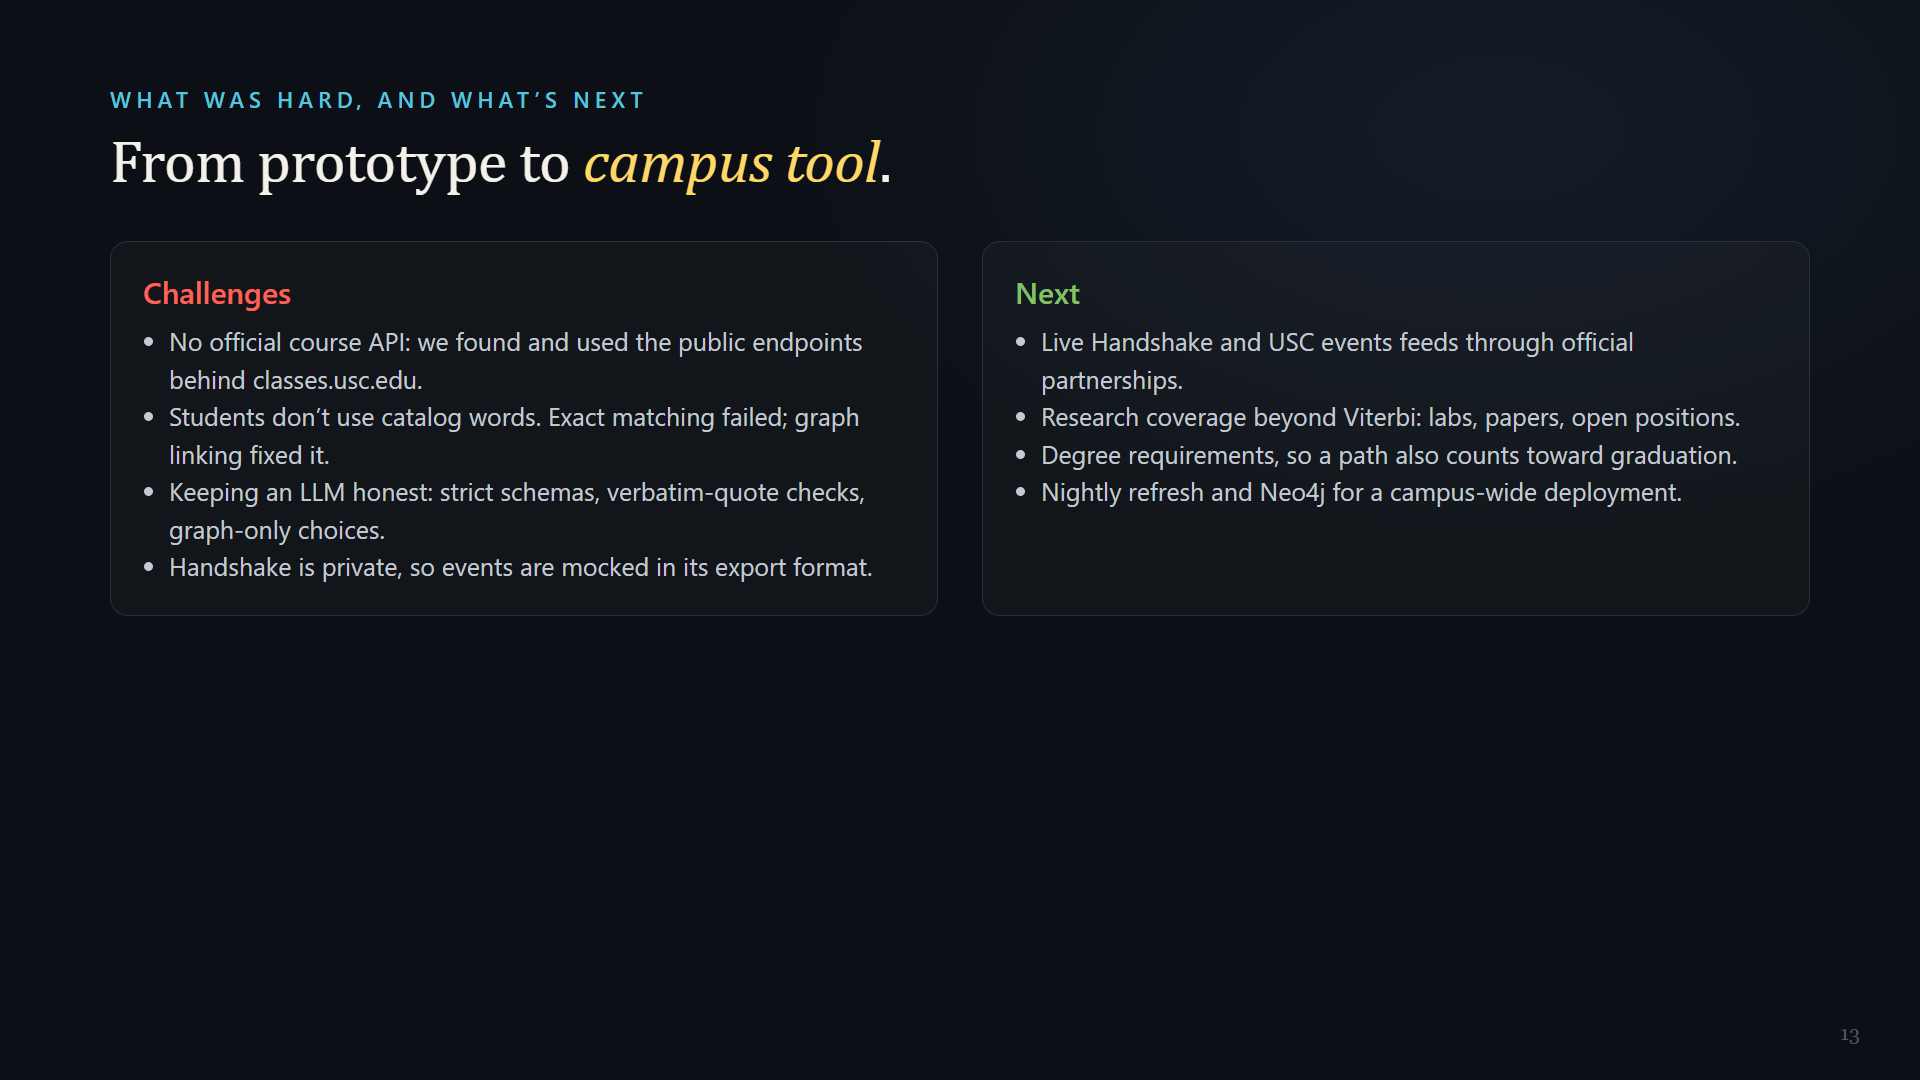 WHAT WAS HARD, AND WHAT’S NEXT
From prototype to campus tool.
Challenges
• No official course API: we found and used the public endpoints
behind classes.usc.edu.
• Students don’t use catalog words. Exact matching failed; graph
linking fixed it.
• Keeping an LLM honest: strict schemas, verbatim-quote checks,
graph-only choices.
• Handshake is private, so events are mocked in its export format.
Next
• Live Handshake and USC events feeds through official
partnerships.
• Research coverage beyond Viterbi: labs, papers, open positions.
• Degree requirements, so a path also counts toward graduation.
• Nightly refresh and Neo4j for a campus-wide deployment.
13